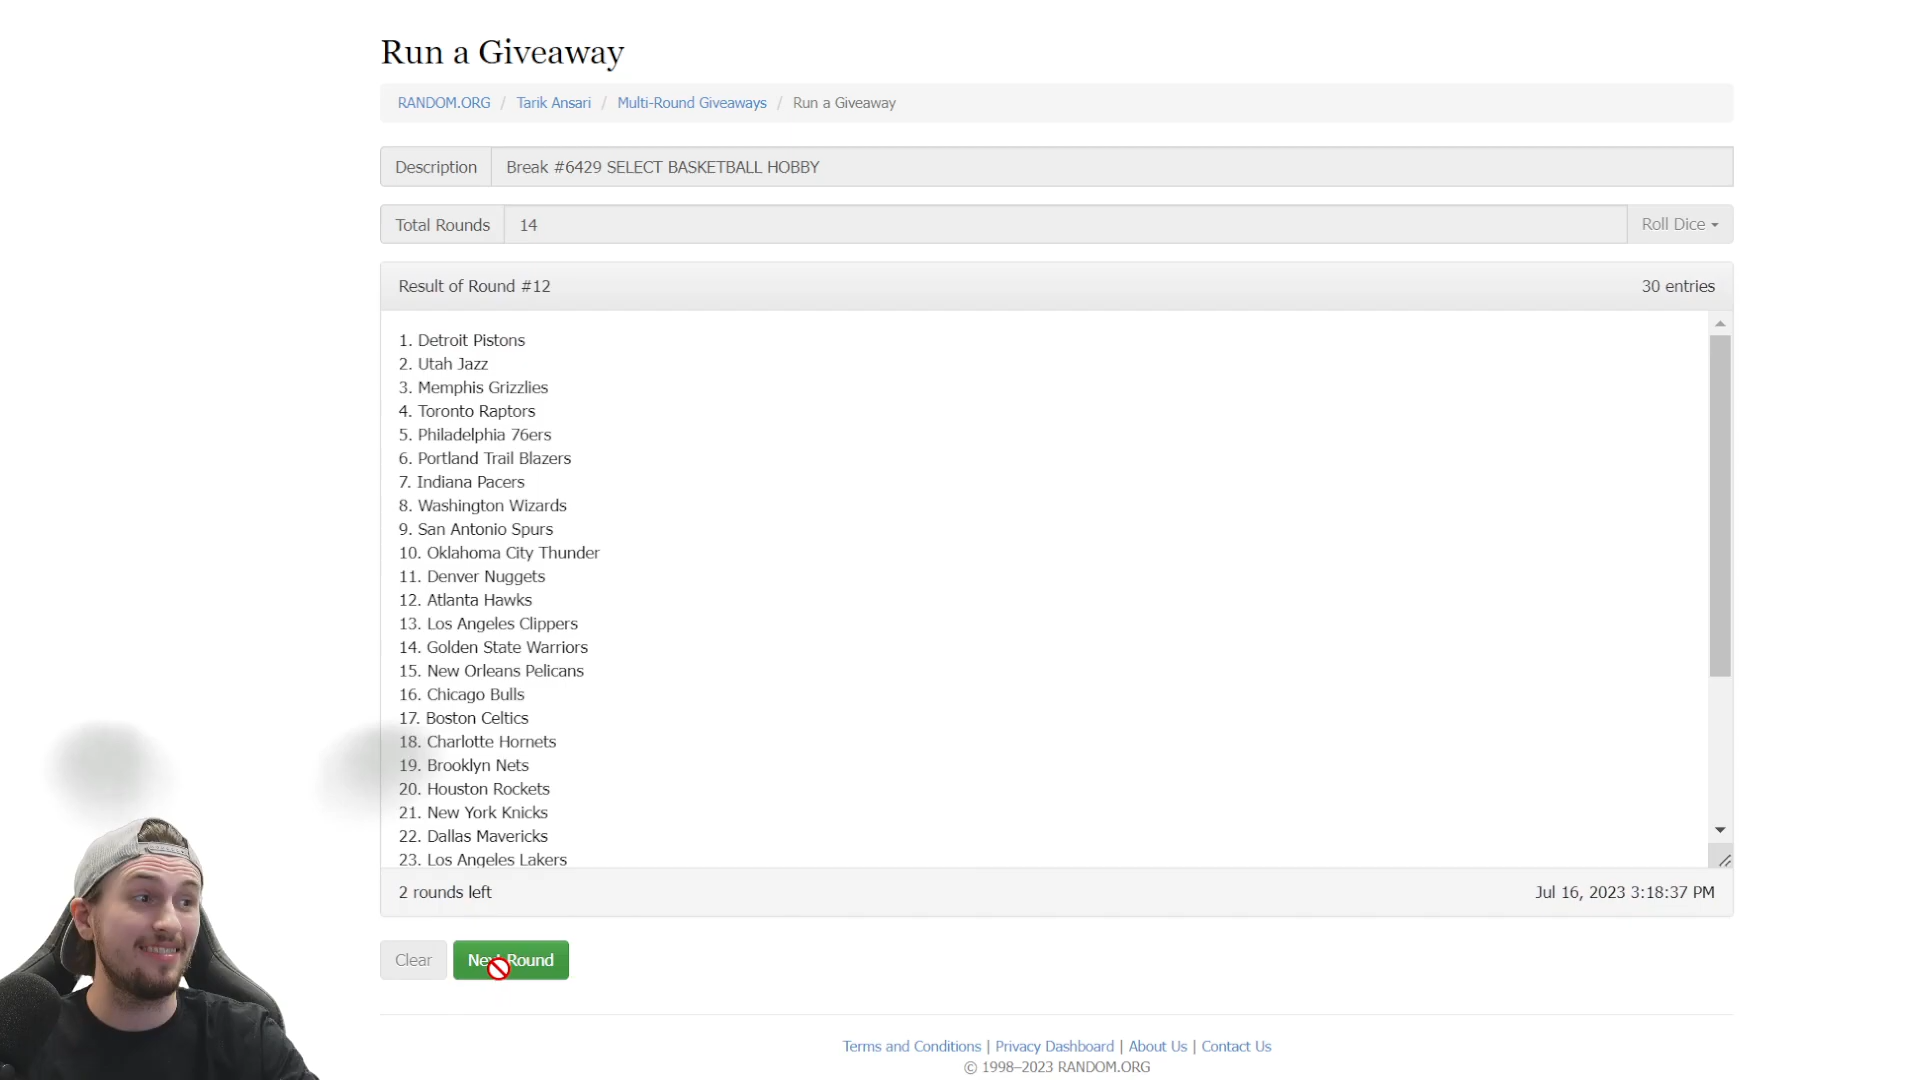 Run a Giveaway
RANDOM.ORG / Tarik Ansari / Multi-Round Giveaways / Run a Giveaway
Description Break #6429 SELECT BASKETBALL HOBBY
Total Rounds 14 Roll Dice
Result of Round #12 30 entries
1. Detroit Pistons
2. Utah Jazz
3. Memphis Grizzlies
4. Toronto Raptors
5. Philadelphia 76ers
6. Portland Trail Blazers
7. Indiana Pacers
8. Washington Wizards
9. San Antonio Spurs
10. Oklahoma City Thunder
11. Denver Nuggets
12. Atlanta Hawks
13. Los Angeles Clippers
14. Golden State Warriors
15. New Orleans Pelicans
16. Chicago Bulls
17. Boston Celtics
18. Charlotte Hornets
19. Brooklyn Nets
20. Houston Rockets
21. New York Knicks
22. Dallas Mavericks
23. Los Angeles Lakers
2 rounds left Jul 16, 2023 3:18:37 PM
Clear Next Round
Terms and Conditions | Privacy Dashboard | About Us | Contact Us
© 1998–2023 RANDOM.ORG